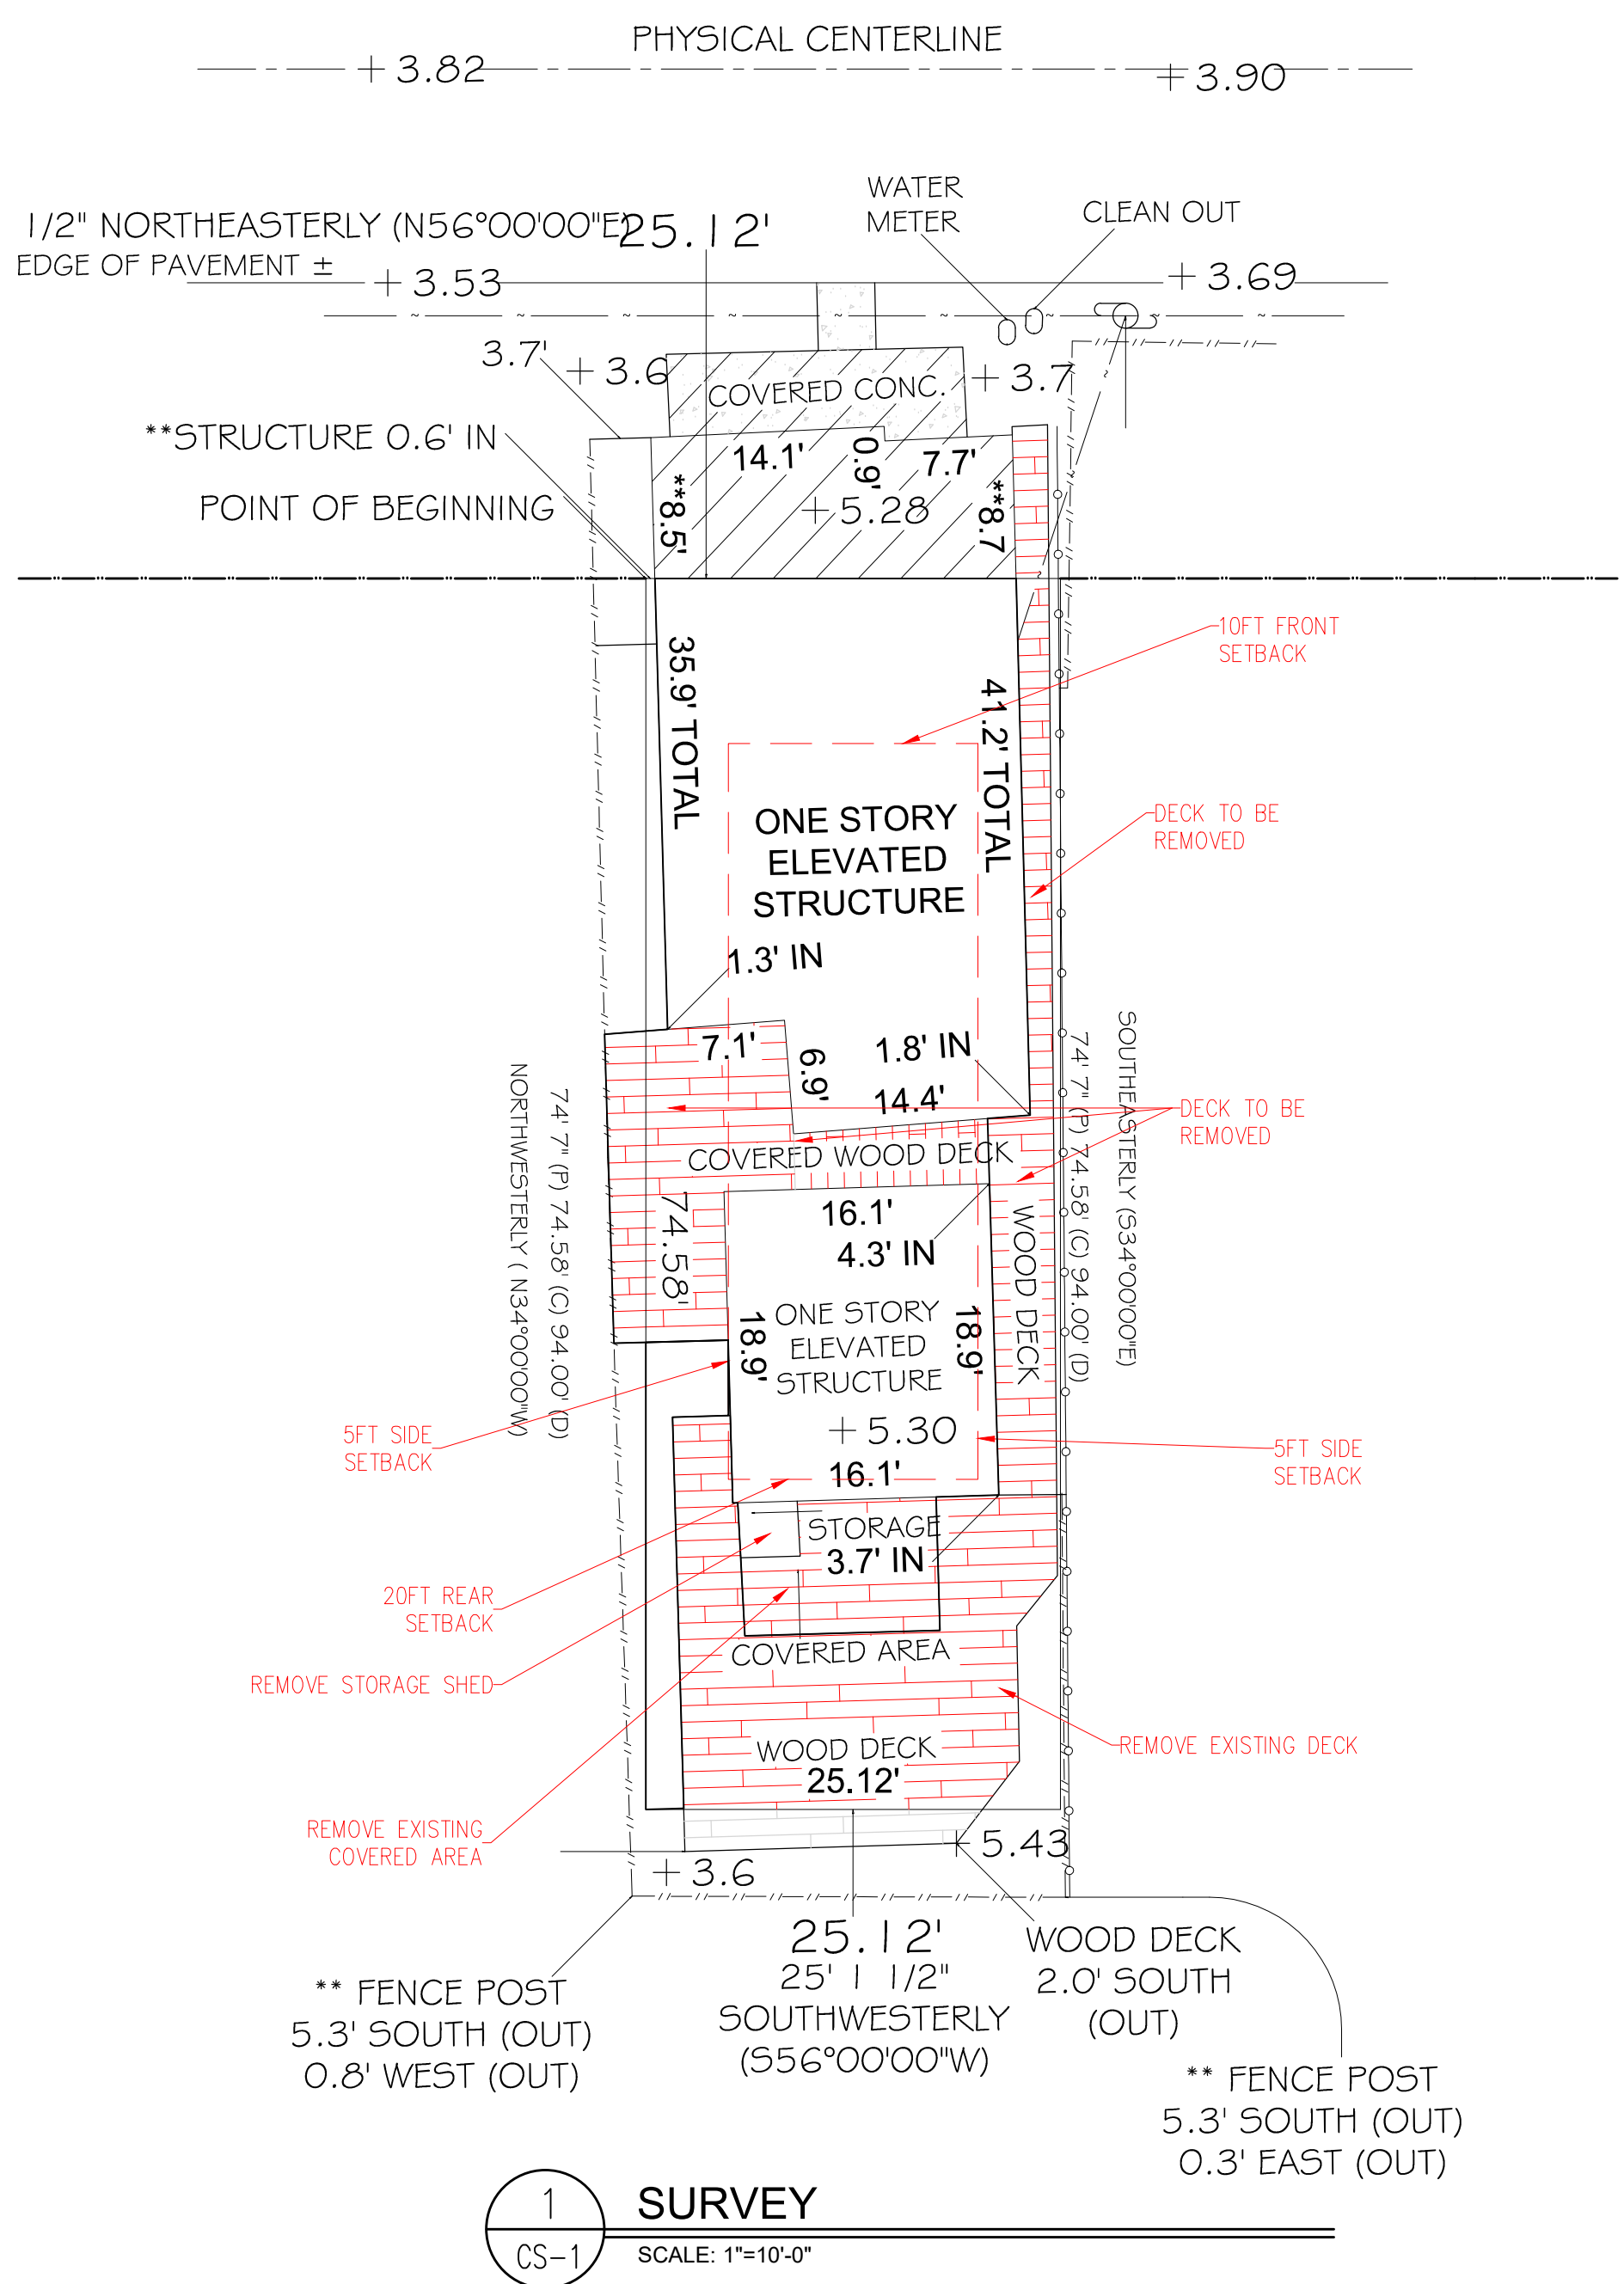 PHYSICAL CENTERLINE
+ 3.82
+ 3.90
WATER
METER
CLEAN OUT
1/2" NORTHEASTERLY (N56°00'00"E)
25.12'
EDGE OF PAVEMENT ±
+ 3.53
+ 3.69
3.7'
+ 3.6
COVERED CONC.
+ 3.7
**STRUCTURE 0.6' IN
14.1'
0.9'
7.7'
**8.5'
+ 5.28
**8.7
POINT OF BEGINNING
10FT FRONT
SETBACK
35.9' TOTAL
41.2' TOTAL
ONE STORY
ELEVATED
STRUCTURE
DECK TO BE
REMOVED
1.3' IN
7.1'
6.9'
1.8' IN
14.4'
SOUTHEASTERLY (S34°00'00"E)
74' 7" (P) 74.58' (C) 94.00' (D)
NORTHWESTERLY ( N34°00'00"W)
74' 7" (P) 74.58' (C) 94.00' (D)
DECK TO BE
REMOVED
COVERED WOOD DECK
74.58'
16.1'
4.3' IN
WOOD DECK
18.9'
ONE STORY
ELEVATED
STRUCTURE
18.9'
+ 5.30
16.1'
5FT SIDE
SETBACK
5FT SIDE
SETBACK
STORAGE
3.7' IN
20FT REAR
SETBACK
COVERED AREA
REMOVE STORAGE SHED
WOOD DECK
25.12'
REMOVE EXISTING DECK
REMOVE EXISTING
COVERED AREA
+ 3.6
+ 5.43
25.12'
25' 1 1/2"
SOUTHWESTERLY
(S56°00'00"W)
WOOD DECK
2.0' SOUTH
(OUT)
** FENCE POST
5.3' SOUTH (OUT)
0.8' WEST (OUT)
** FENCE POST
5.3' SOUTH (OUT)
0.3' EAST (OUT)
1
CS-1
SURVEY
SCALE: 1"=10'-0"